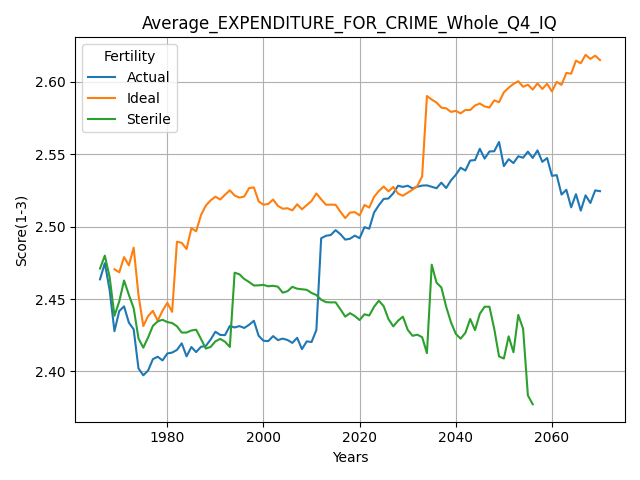 Average_EXPENDITURE_FOR_CRIME_Whole_Q4_IQ
Fertility
Actual
Ideal
Sterile
Score(1-3)
2.60
2.55
2.50
2.45
2.40
1980 2000 2020 2040 2060
Years